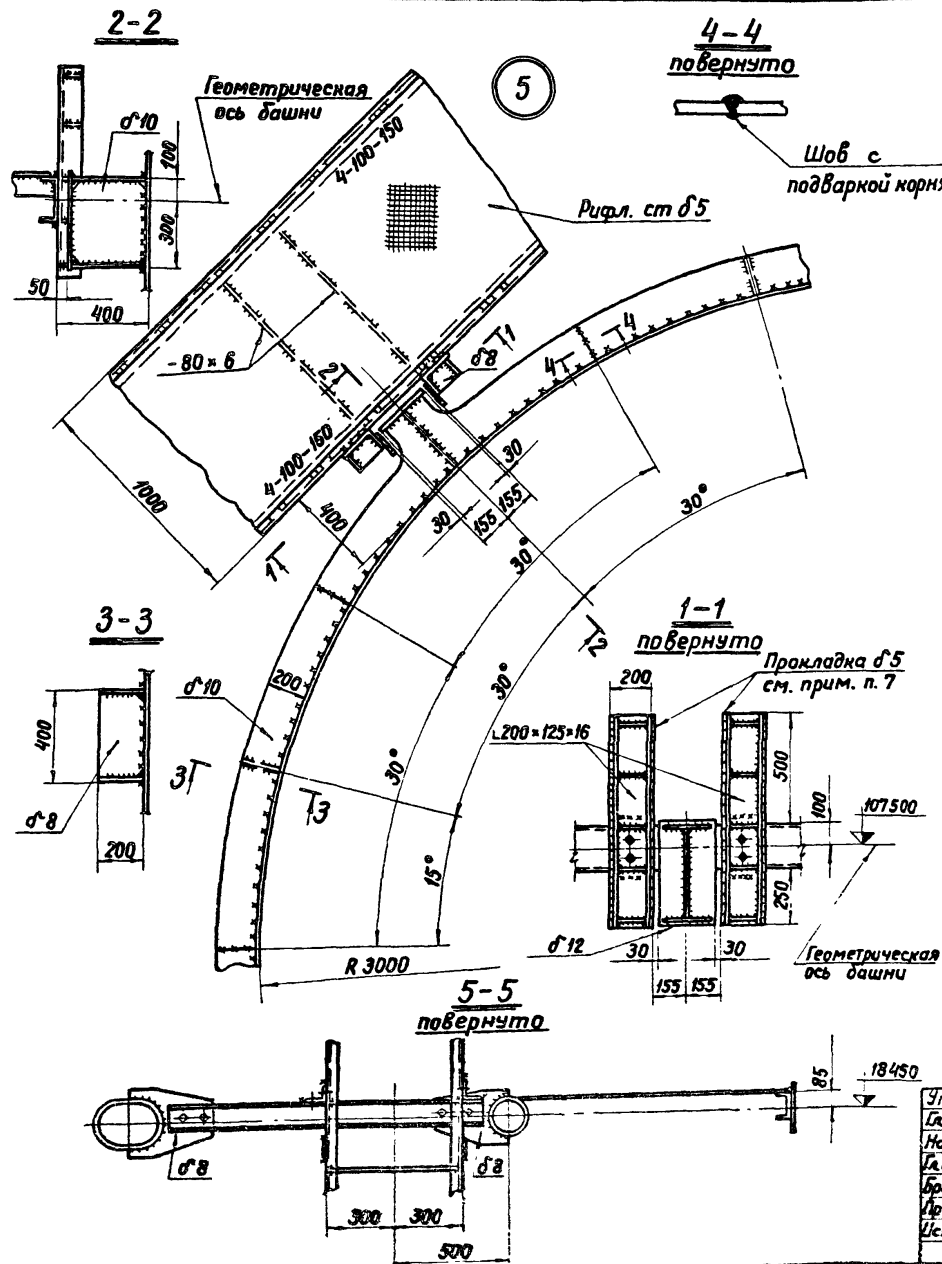 2-2
Геометрическая
ось башни
δ10
100
300
50
400
5
4-4
повернуто
Шов с
подваркой корня
4-100-150
Рифл. ст δ5
-80×6
2
1
δ8
4
4
4-100-150
1000
400
30
155
155
30
30°
30°
1
2
3-3
400
δ8
200
δ10
200
3
3
30°
30°
15°
R 3000
1-1
повернуто
Прокладка δ5
см. прим. п. 7
200
∟200×125×16
500
100
107500
250
δ12
30
30
155
155
Геометрическая
ось башни
5-5
повернуто
85
18450
δ8
δ8
300
300
500